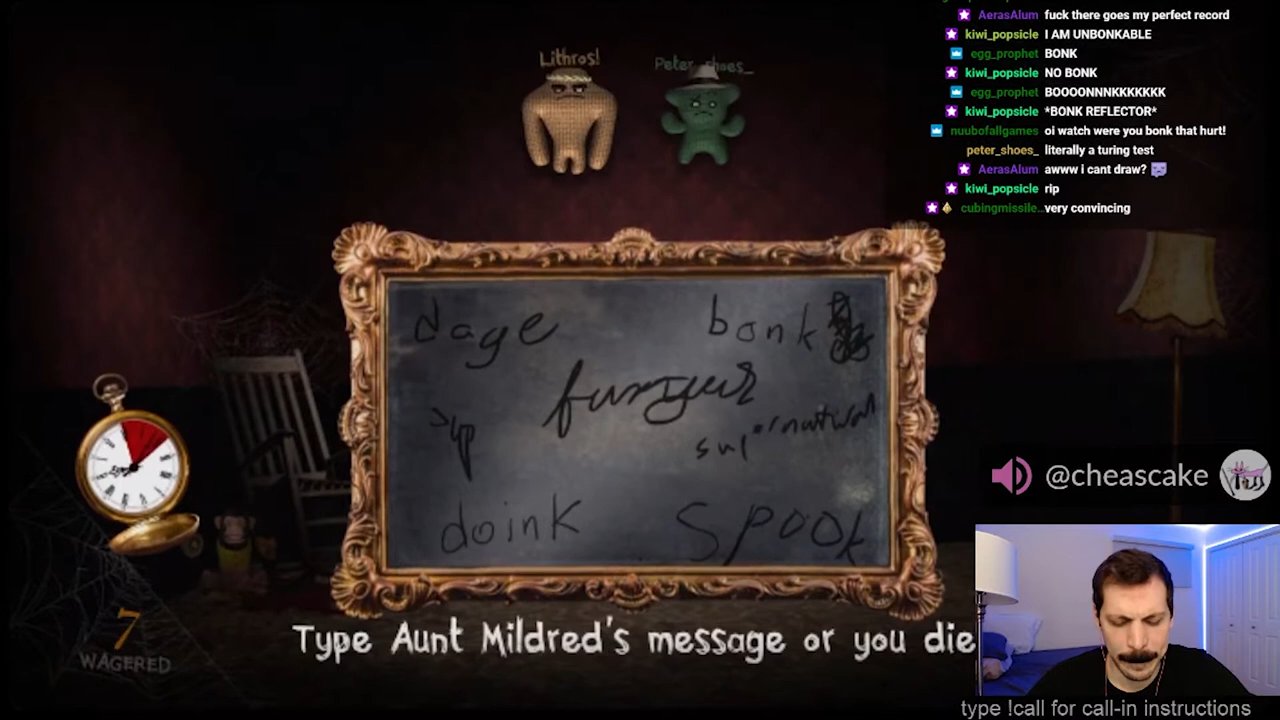 Lithros!
Peter_shoes_
AerasAlum fuck there goes my perfect record
kiwi_popsicle I AM UNBONKABLE
egg_prophet BONK
kiwi_popsicle NO BONK
egg_prophet BOOOONNNKKKKKKK
kiwi_popsicle *BONK REFLECTOR*
nuubofallgames oi watch were you bonk that hurt!
peter_shoes_ literally a turing test
AerasAlum awww i cant draw?
kiwi_popsicle rip
cubingmissile... very convincing
dage
bonk
doink
Spook
@cheascake
7
WAGERED
Type Aunt Mildred's message or you die
type !call for call-in instructions